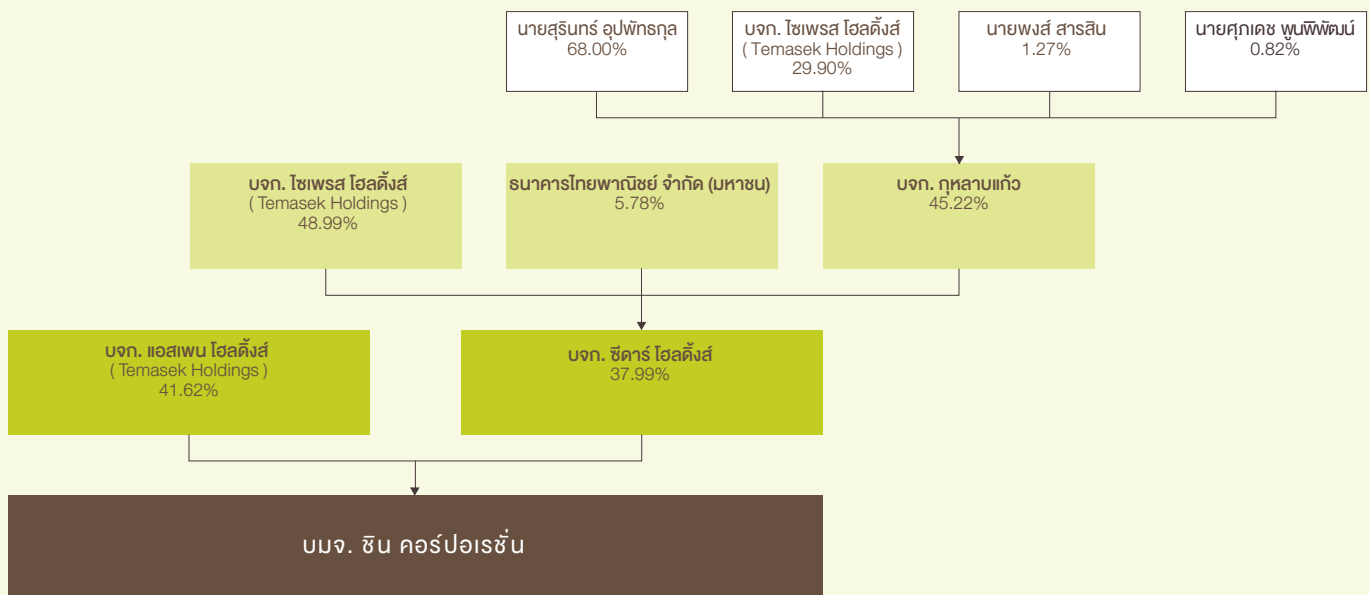 นายสุรินทร์ อุปพัทธกุล
68.00%
บจก. ไซเพรส โฮลดิ้งส์
( Temasek Holdings )
29.90%
นายพงส์ สารสิน
1.27%
นายศุภเดช พูนพิพัฒน์
0.82%
บจก. ไซเพรส โฮลดิ้งส์
( Temasek Holdings )
48.99%
ธนาคารไทยพาณิชย์ จำกัด (มหาชน)
5.78%
บจก. กุหลาบแก้ว
45.22%
บจก. แอสเพน โฮลดิ้งส์
( Temasek Holdings )
41.62%
บจก. ซีดาร์ โฮลดิ้งส์
37.99%
บมจ. ชิน คอร์ปอเรชั่น